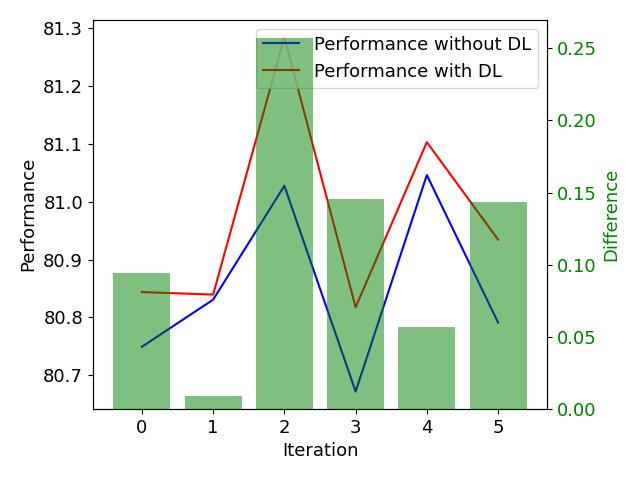 Performance without DL
Performance with DL
81.3
81.2
81.1
81.0
80.9
80.8
80.7
Performance
0.25
0.20
0.15
0.10
0.05
0.00
Difference
0 1 2 3 4 5
Iteration